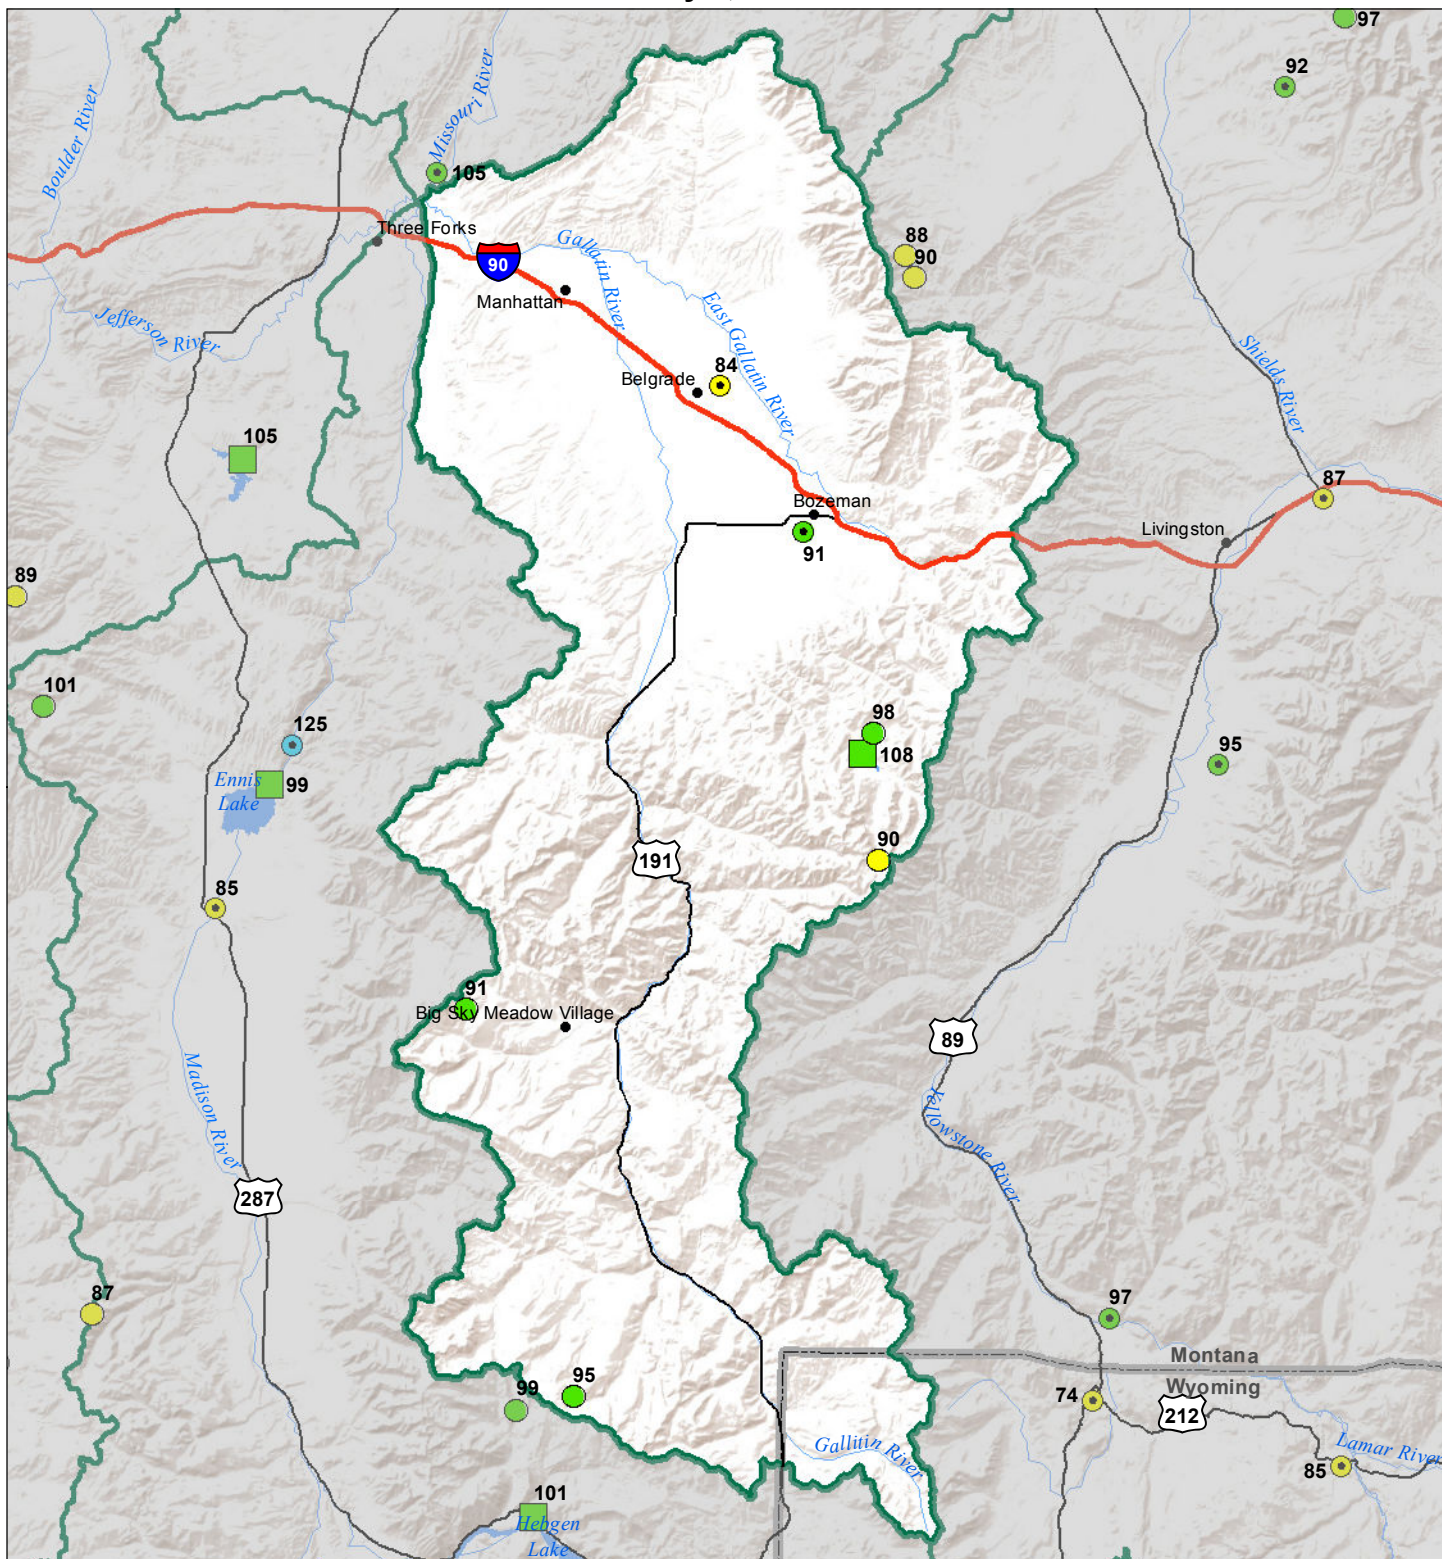 97
92
Missouri River
Boulder River
105
Three Forks
88
90
90
Gallatin River
Manhattan
East Gallatin River
Jefferson River
Shields River
84
Belgrade
105
87
Bozeman
Livingston
91
89
101
98
125
108
95
Ennis
Lake
99
90
191
85
91
Big Sky Meadow Village
89
Madison River
Yellowstone River
287
87
97
Montana
Wyoming
95
99
74
212
Gallitin River
Lamar River
85
101
Hebgen
Lake